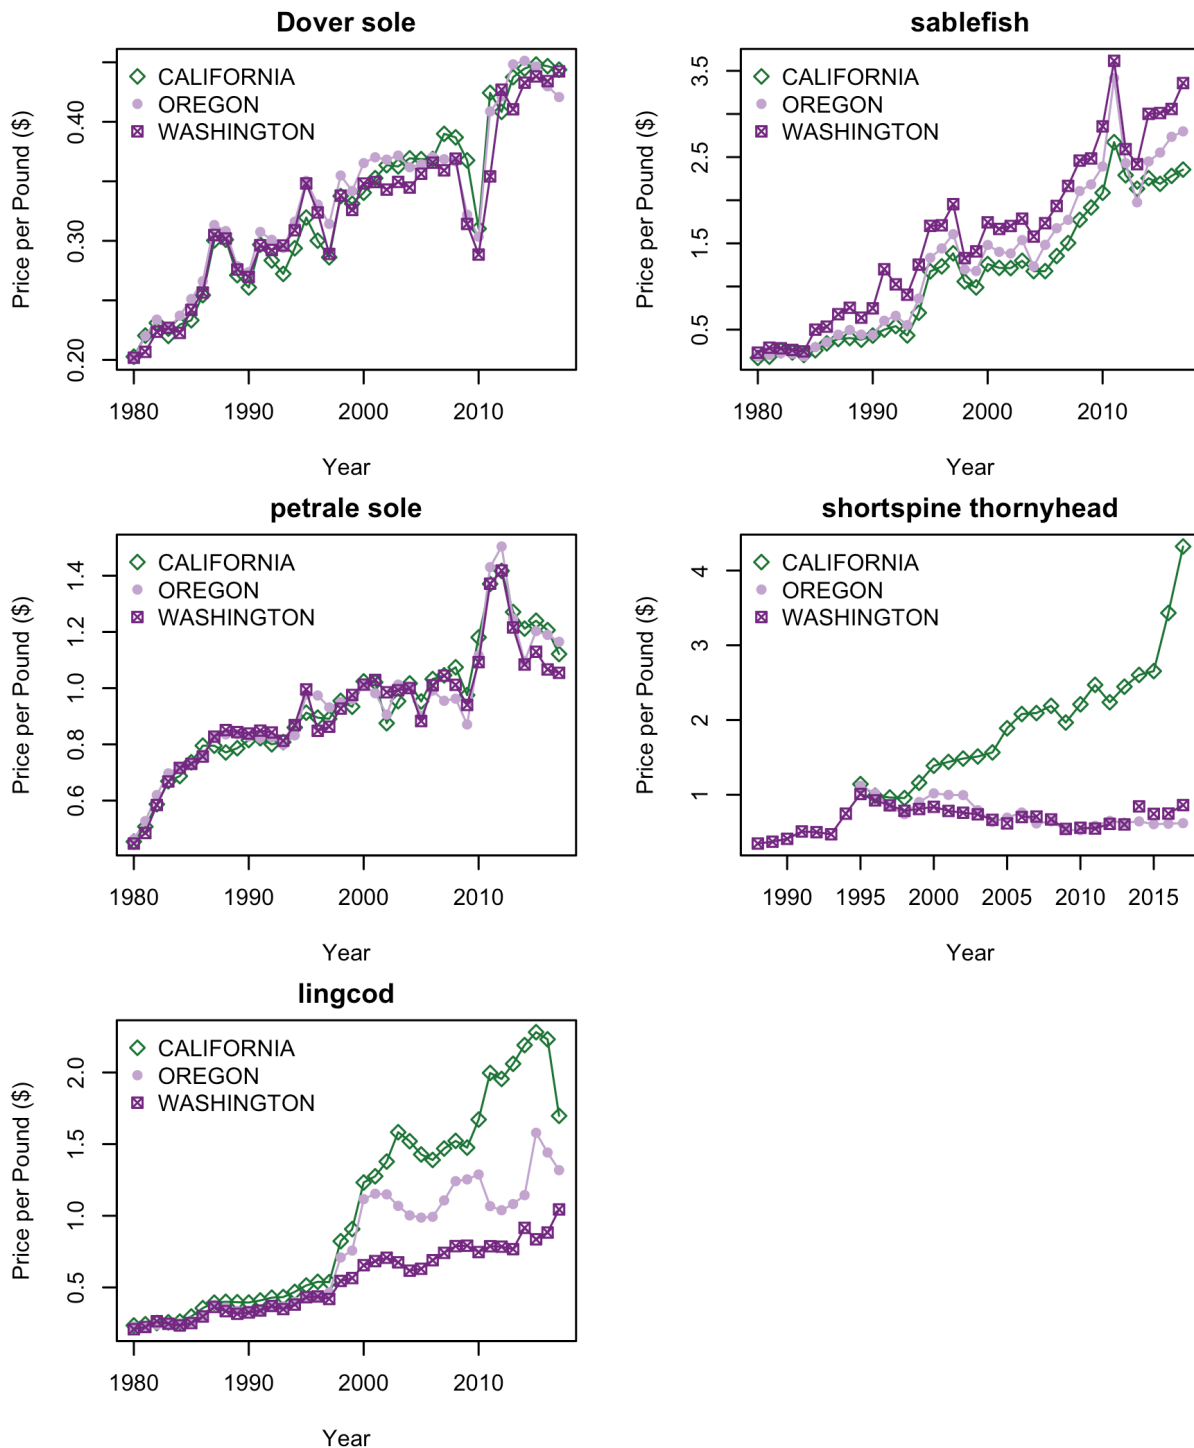 Dover sole
CALIFORNIA
OREGON
WASHINGTON
Price per Pound ($)
0.20
0.30
0.40
1980
1990
2000
2010
Year
sablefish
CALIFORNIA
OREGON
WASHINGTON
Price per Pound ($)
0.5
1.5
2.5
3.5
1980
1990
2000
2010
Year
petrale sole
CALIFORNIA
OREGON
WASHINGTON
Price per Pound ($)
0.6
0.8
1.0
1.2
1.4
1980
1990
2000
2010
Year
shortspine thornyhead
CALIFORNIA
OREGON
WASHINGTON
Price per Pound ($)
1
2
3
4
1990
1995
2000
2005
2010
2015
Year
lingcod
CALIFORNIA
OREGON
WASHINGTON
Price per Pound ($)
0.5
1.0
1.5
2.0
1980
1990
2000
2010
Year